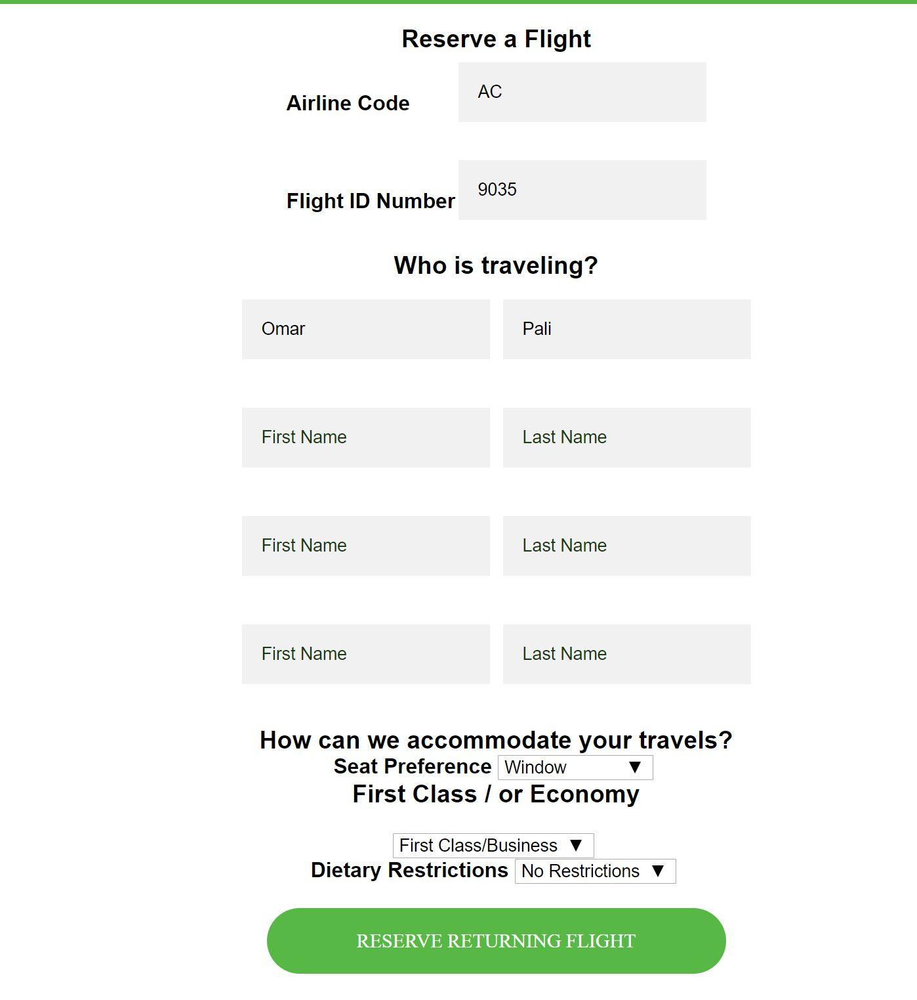 Reserve a Flight
Airline Code AC
Flight ID Number 9035
Who is traveling?
Omar Pali
First Name Last Name
First Name Last Name
First Name Last Name
How can we accommodate your travels?
Seat Preference Window
First Class / or Economy
First Class/Business
Dietary Restrictions No Restrictions
RESERVE RETURNING FLIGHT